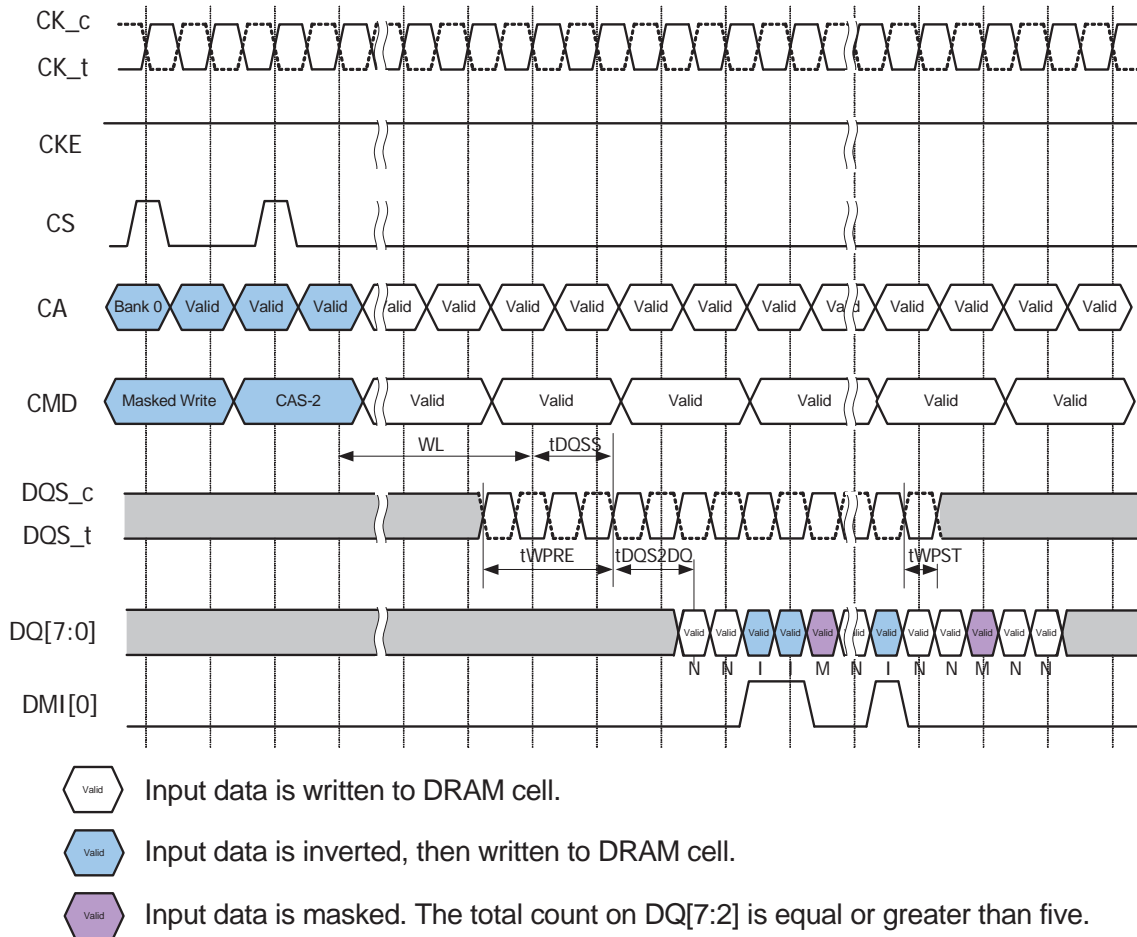 CK_c
CK_t
CKE
CS
CA Bank 0 Valid Valid Valid alid Valid Valid Valid Valid Valid Valid Valid Valid Valid Valid Valid
CMD Masked Write CAS-2 Valid Valid Valid Valid Valid Valid
WL tDQSS
DQS_c
DQS_t
tWPRE tDQS2DQ tWPST
DQ[7:0] Valid Valid Valid Valid Valid Valid Valid Valid Valid Valid Valid Valid
N N I I M N I N N M N N
DMI[0]
Valid Input data is written to DRAM cell.
Valid Input data is inverted, then written to DRAM cell.
Valid Input data is masked. The total count on DQ[7:2] is equal or greater than five.